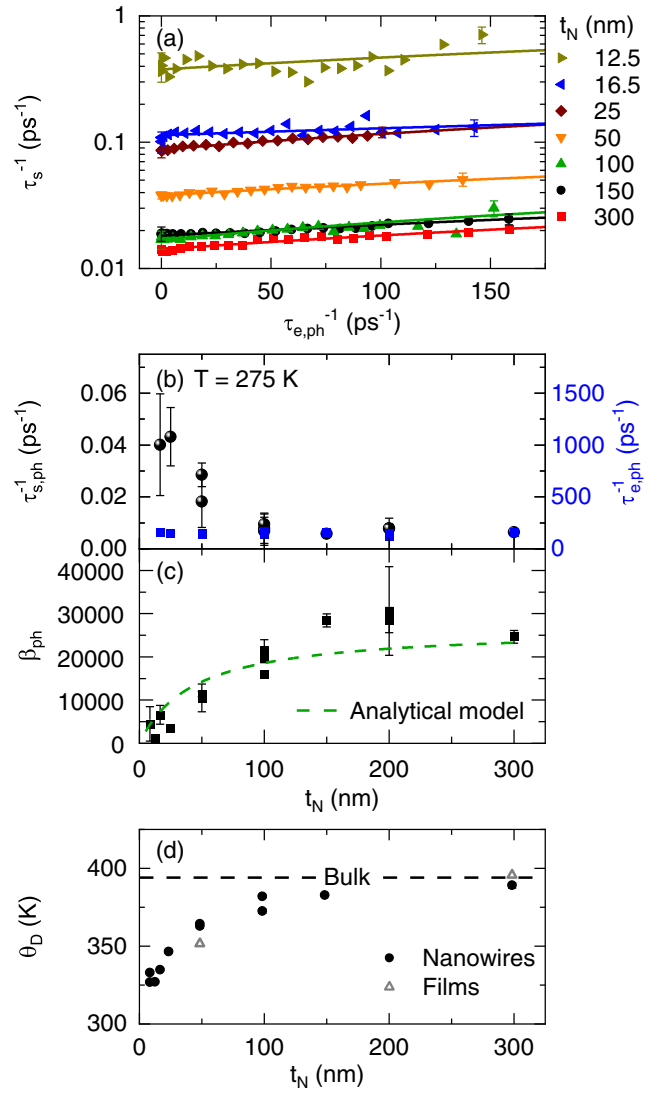 (a)
t_N (nm)
12.5
16.5
25
50
100
150
300
1
0.1
0.01
τ_s^-1 (ps^-1)
0 50 100 150
τ_e,ph^-1 (ps^-1)
(b) T = 275 K
0.06
0.04
0.02
0.00
τ_s,ph^-1 (ps^-1)
1500
1000
500
0
τ_e,ph^-1 (ps^-1)
(c)
40000
30000
20000
10000
0
β_ph
Analytical model
0 100 200 300
t_N (nm)
(d)
Bulk
400
350
300
θ_D (K)
Nanowires
Films
0 100 200 300
t_N (nm)